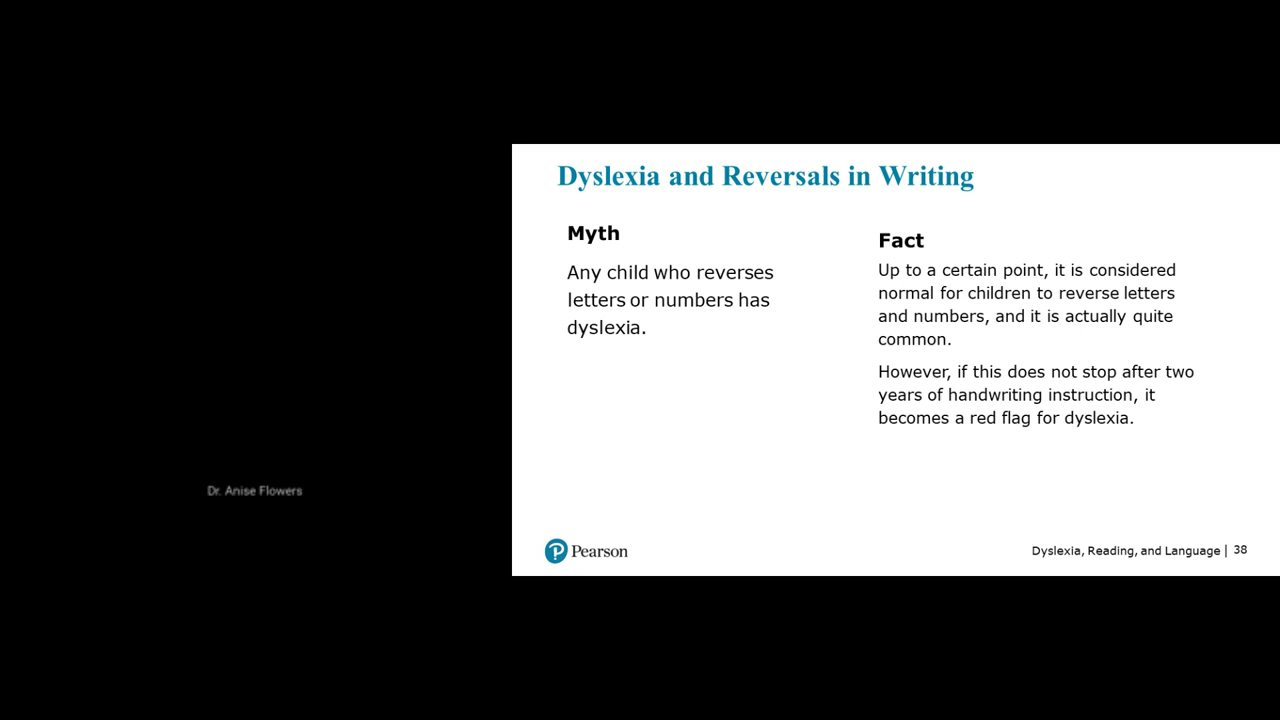 Dyslexia and Reversals in Writing
Myth
Any child who reverses
letters or numbers has
dyslexia.
Fact
Up to a certain point, it is considered
normal for children to reverse letters
and numbers, and it is actually quite
common.
However, if this does not stop after two
years of handwriting instruction, it
becomes a red flag for dyslexia.
Dr. Anise Flowers
Pearson
Dyslexia, Reading, and Language | 38